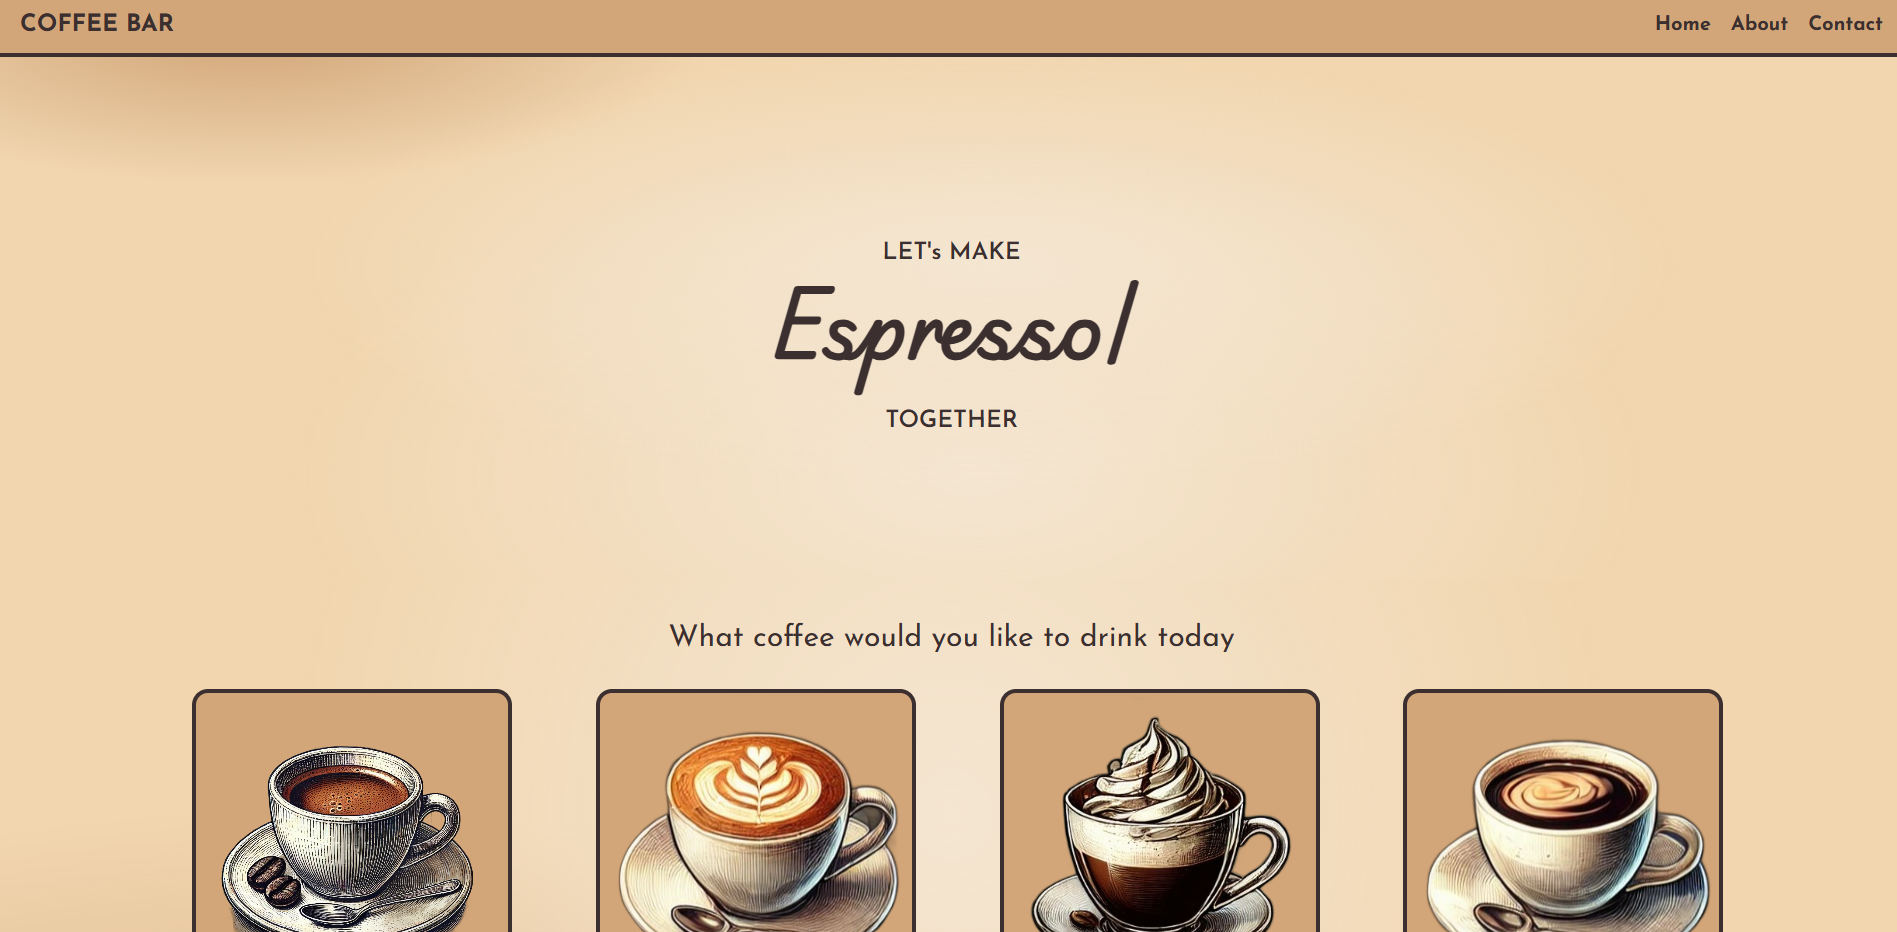 COFFEE BAR
Home About Contact
LET's MAKE
Espresso|
TOGETHER
What coffee would you like to drink today